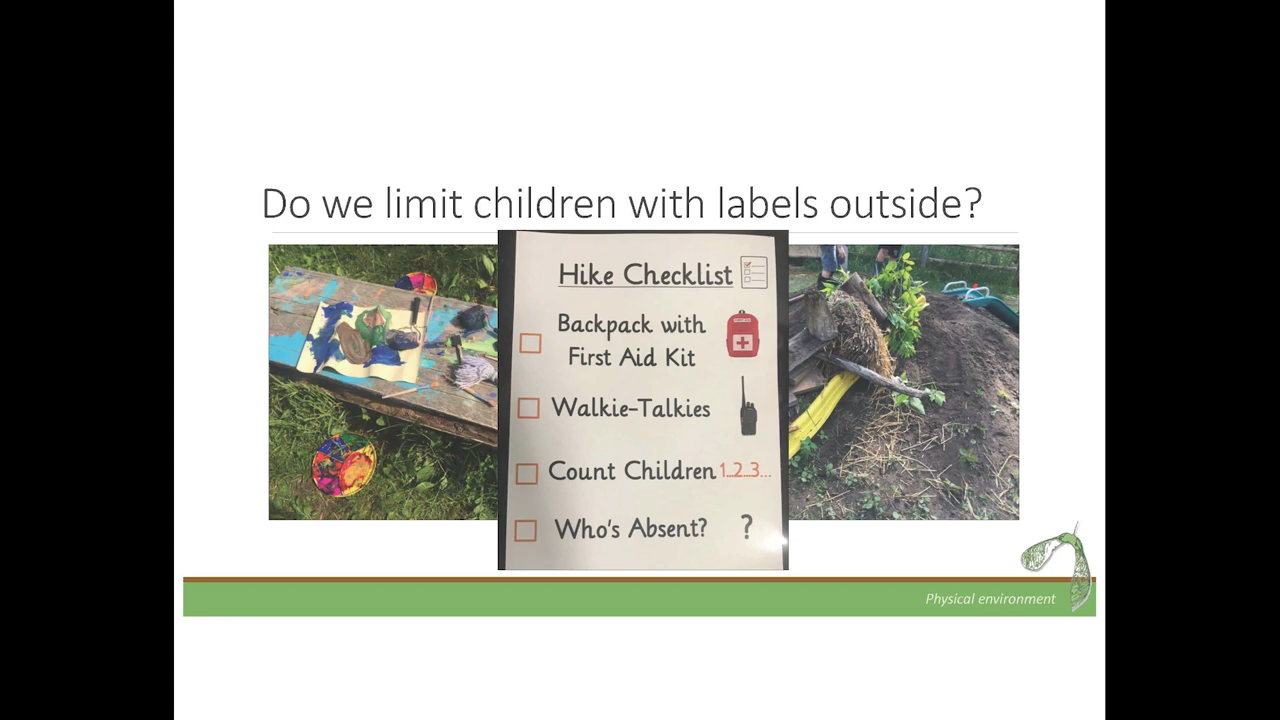 Do we limit children with labels outside?
Hike Checklist
Backpack with
First Aid Kit
Walkie-Talkies
Count Children 1..2..3...
Who's Absent? ?
Physical environment